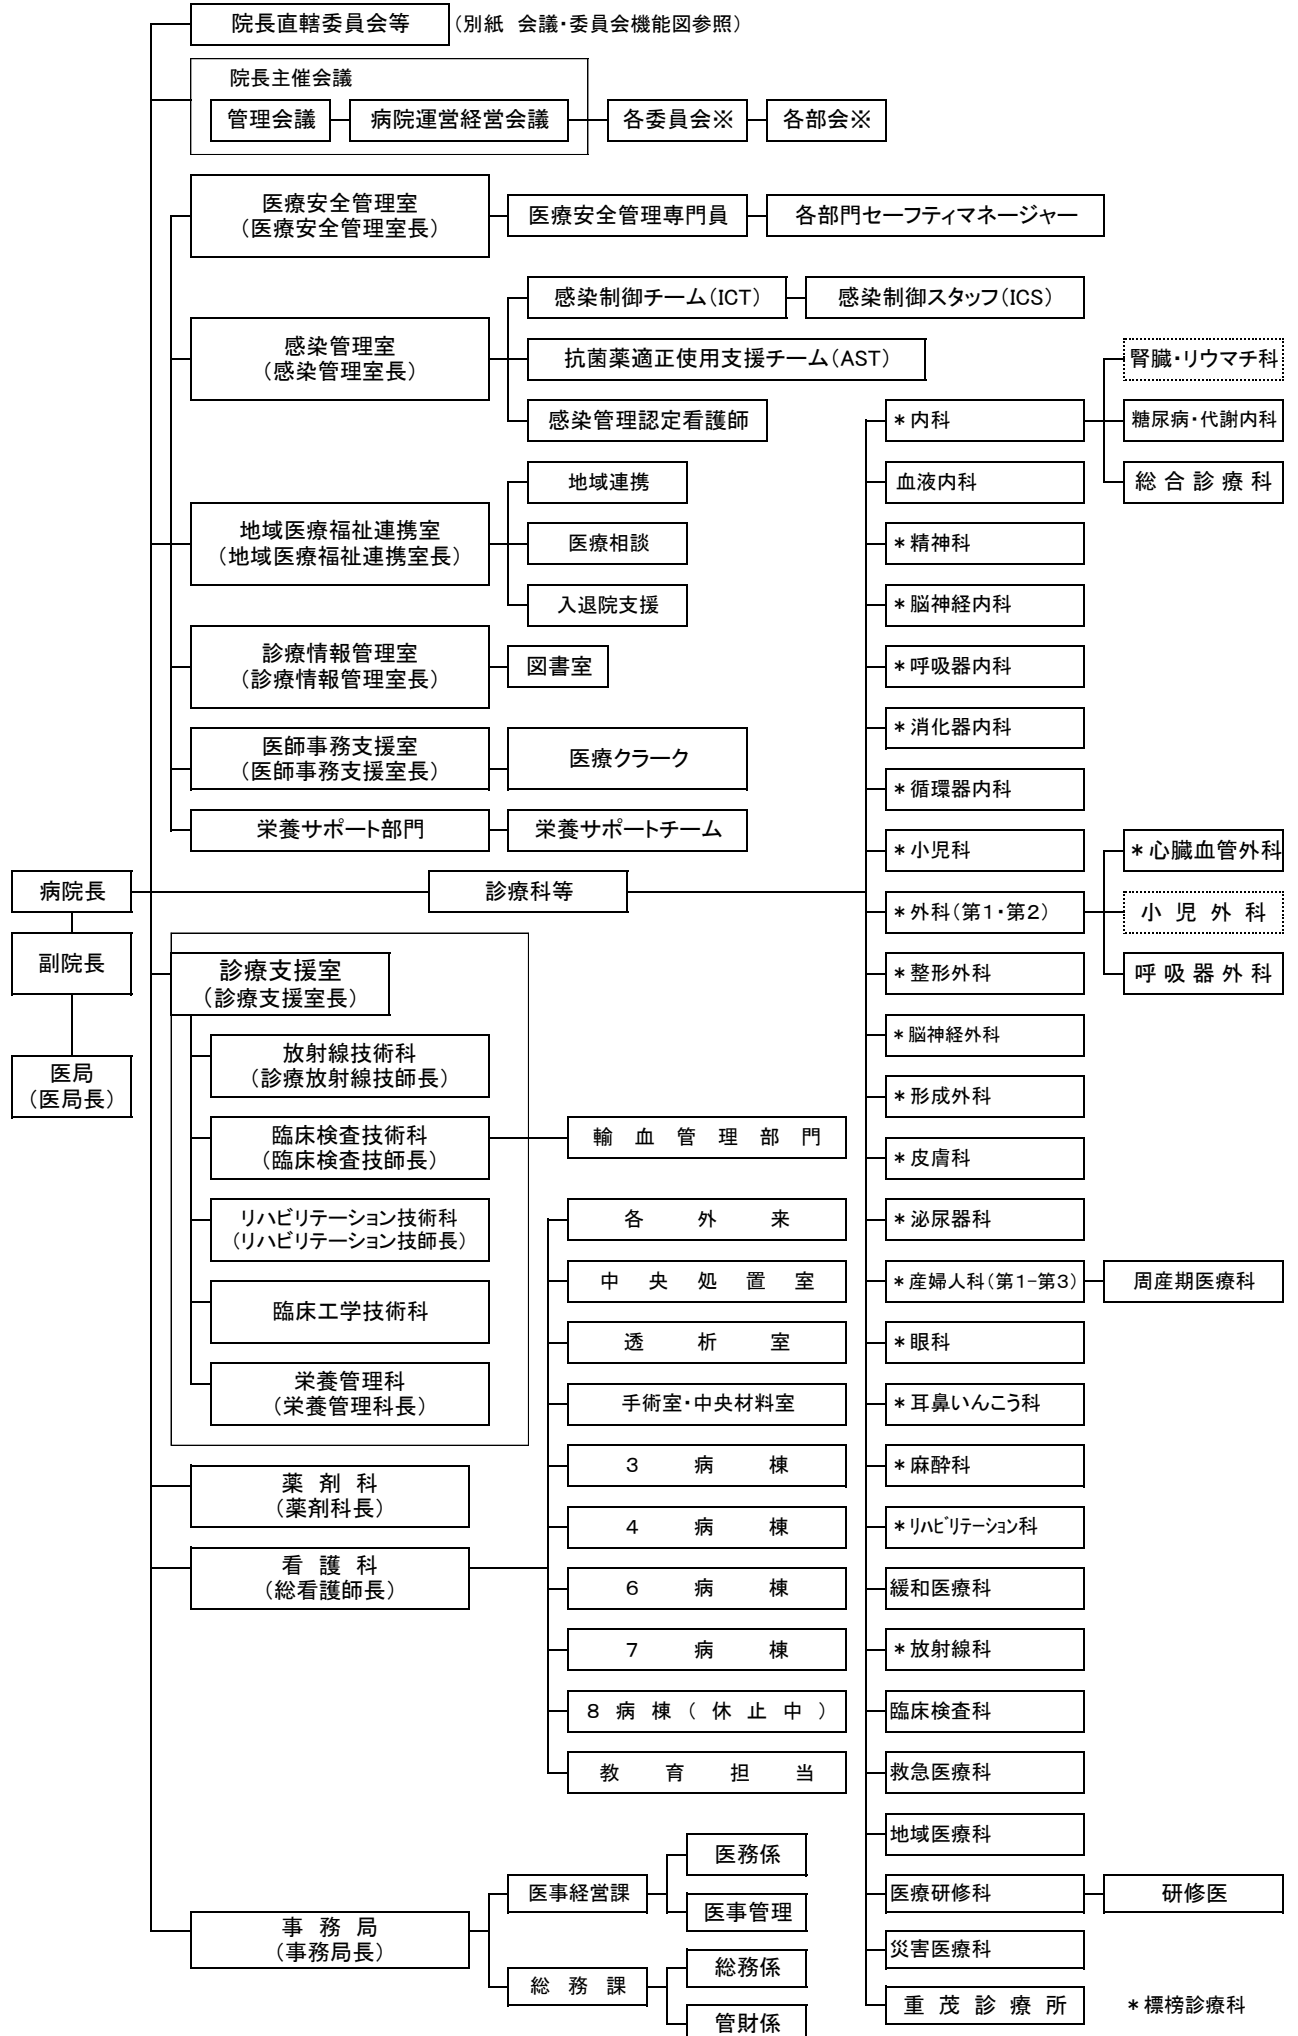 院長直轄委員会等 (別紙 会議・委員会機能図参照)
院長主催会議
管理会議 病院運営経営会議 各委員会※ 各部会※
医療安全管理室
(医療安全管理室長)
医療安全管理専門員 各部門セーフティマネージャー
感染管理室
(感染管理室長)
感染制御チーム(ICT) 感染制御スタッフ(ICS)
抗菌薬適正使用支援チーム(AST)
感染管理認定看護師
地域医療福祉連携室
(地域医療福祉連携室長)
地域連携
医療相談
入退院支援
診療情報管理室
(診療情報管理室長)
図書室
医師事務支援室
(医師事務支援室長)
医療クラーク
栄養サポート部門 栄養サポートチーム
病院長
副院長
医局
(医局長)
診療科等
診療支援室
(診療支援室長)
放射線技術科
(診療放射線技師長)
臨床検査技術科
(臨床検査技師長)
輸血管理部門
リハビリテーション技術科
(リハビリテーション技師長)
臨床工学技術科
栄養管理科
(栄養管理科長)
薬剤科
(薬剤科長)
看護科
(総看護師長)
各外来
中央処置室
透析室
手術室・中央材料室
3病棟
4病棟
6病棟
7病棟
8病棟(休止中)
教育担当
事務局
(事務局長)
医事経営課
医務係
医事管理
総務課
総務係
管財係
*内科
腎臓・リウマチ科
糖尿病・代謝内科
総合診療科
血液内科
*精神科
*脳神経内科
*呼吸器内科
*消化器内科
*循環器内科
*小児科
*外科(第1・第2)
*心臓血管外科
小児外科
呼吸器外科
*整形外科
*脳神経外科
*形成外科
*皮膚科
*泌尿器科
*産婦人科(第1-第3) 周産期医療科
*眼科
*耳鼻いんこう科
*麻酔科
*ﾘﾊﾋﾞﾘﾃｰｼｮﾝ科
緩和医療科
*放射線科
臨床検査科
救急医療科
地域医療科
医療研修科 研修医
災害医療科
重茂診療所
*標榜診療科